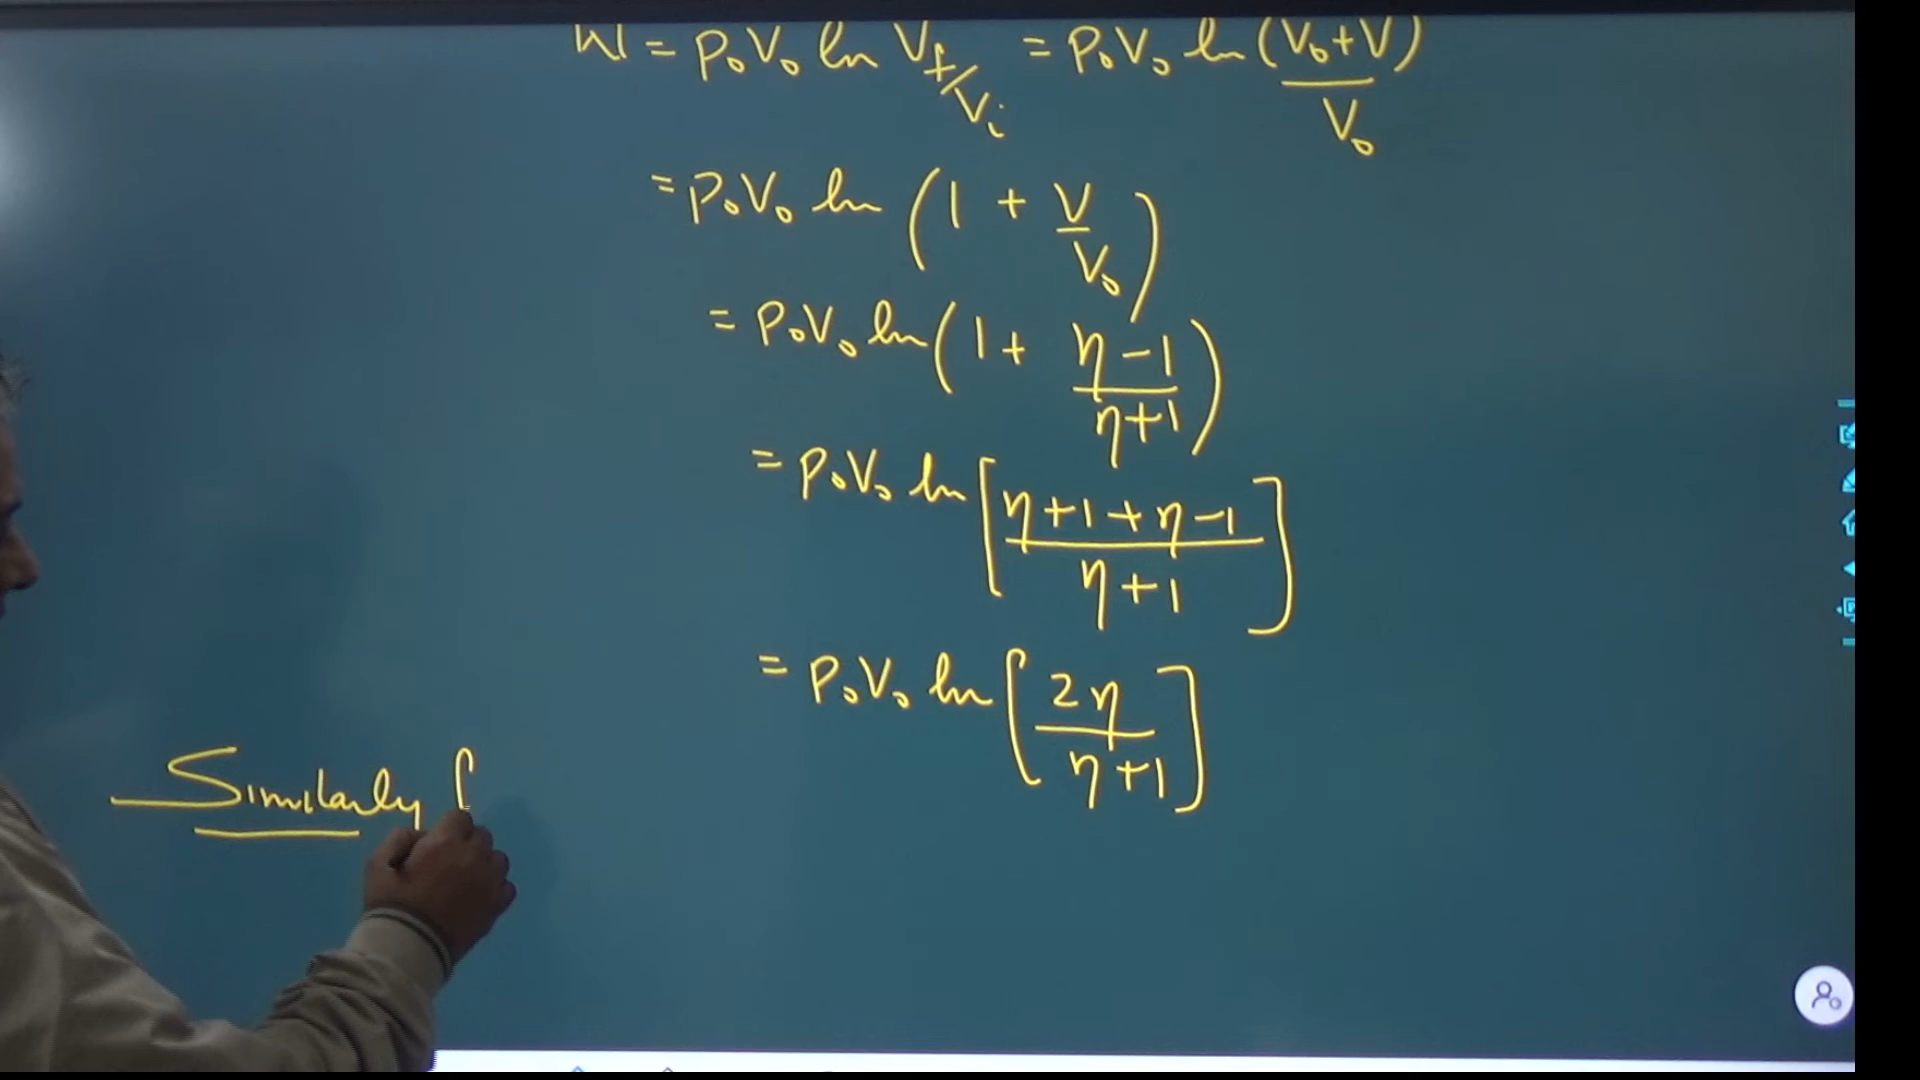 W = P₀V₀ ln V_f/V_i = P₀V₀ ln (V₀+V)/V₀
= P₀V₀ ln (1 + V/V₀)
= P₀V₀ ln (1 + η-1/η+1)
= P₀V₀ ln [η+1+η-1/η+1]
= P₀V₀ ln [2η/η+1]
Similarly f